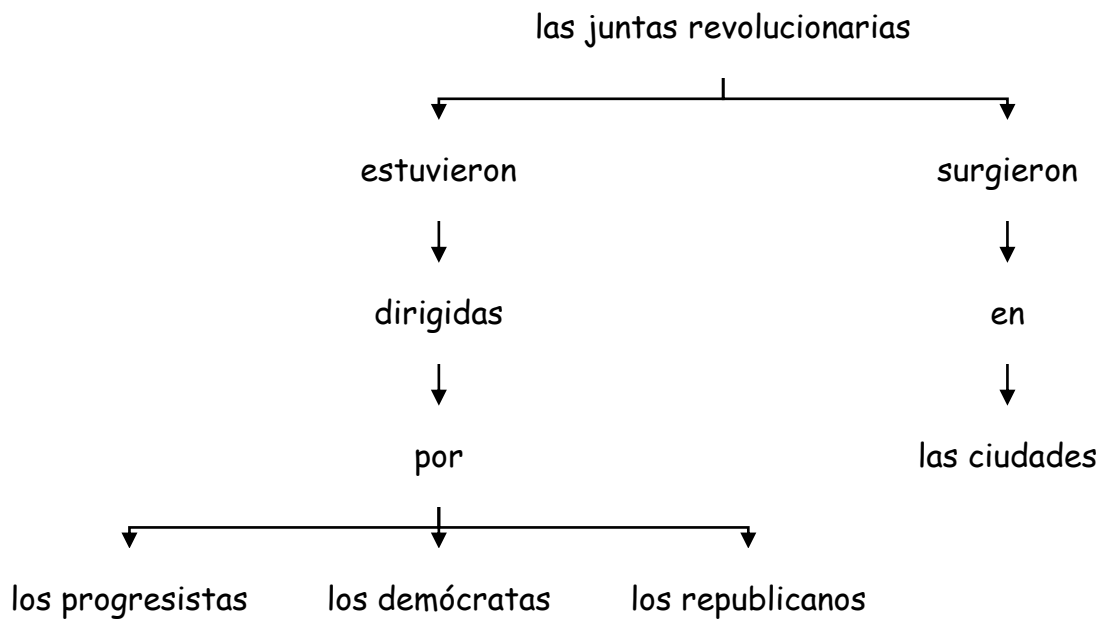 las juntas revolucionarias
estuvieron
surgieron
dirigidas
en
por
las ciudades
los progresistas
los demócratas
los republicanos